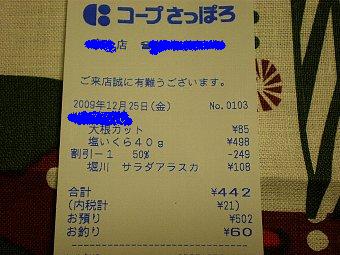 コープさっぽろ
店 ☎
ご来店誠に有難うございます。
2009年12月25日(金) No.0103
大根カット ¥85
塩いくら40g ¥498
割引-1 50% -249
堀川 サラダアラスカ ¥108
合計 ¥442
(内税計 ¥21)
お預り ¥502
お釣り ¥60